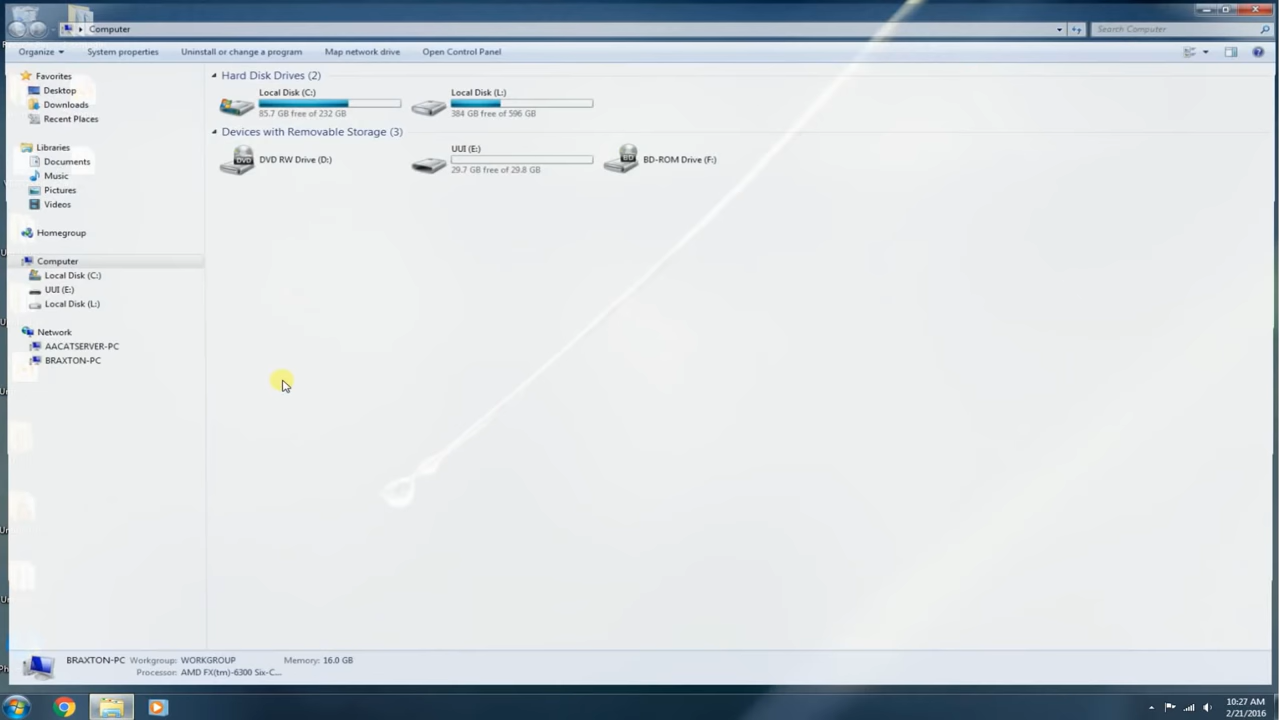 Computer
Search Computer
Organize
System properties
Uninstall or change a program
Map network drive
Open Control Panel
Favorites
Desktop
Downloads
Recent Places
Libraries
Documents
Music
Pictures
Videos
Homegroup
Computer
Local Disk (C:)
UUI (E:)
Local Disk (L:)
Network
AACATSERVER-PC
BRAXTON-PC
Hard Disk Drives (2)
Local Disk (C:)
85.7 GB free of 232 GB
Local Disk (L:)
384 GB free of 596 GB
Devices with Removable Storage (3)
DVD
DVD RW Drive (D:)
UUI (E:)
29.7 GB free of 29.8 GB
BD
BD-ROM Drive (F:)
BRAXTON-PC Workgroup: WORKGROUP Memory: 16.0 GB
Processor: AMD FX(tm)-6300 Six-C...
10:27 AM
2/21/2016